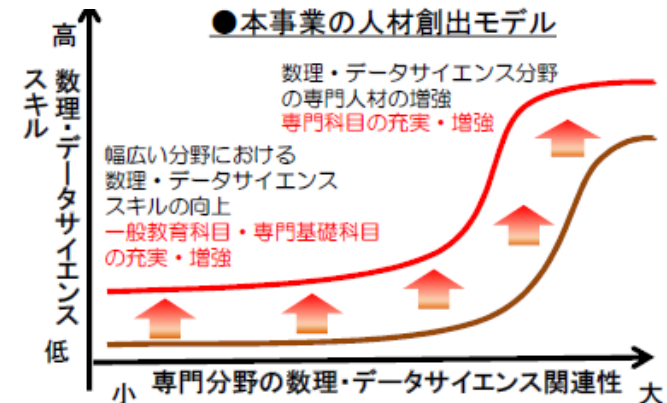 ●本事業の人材創出モデル
高
数理・データサイエンス
スキル
低
数理・データサイエンス分野
の専門人材の増強
専門科目の充実・増強
幅広い分野における
数理・データサイエンス
スキルの向上
一般教育科目・専門基礎科目
の充実・増強
小
専門分野の数理・データサイエンス関連性
大